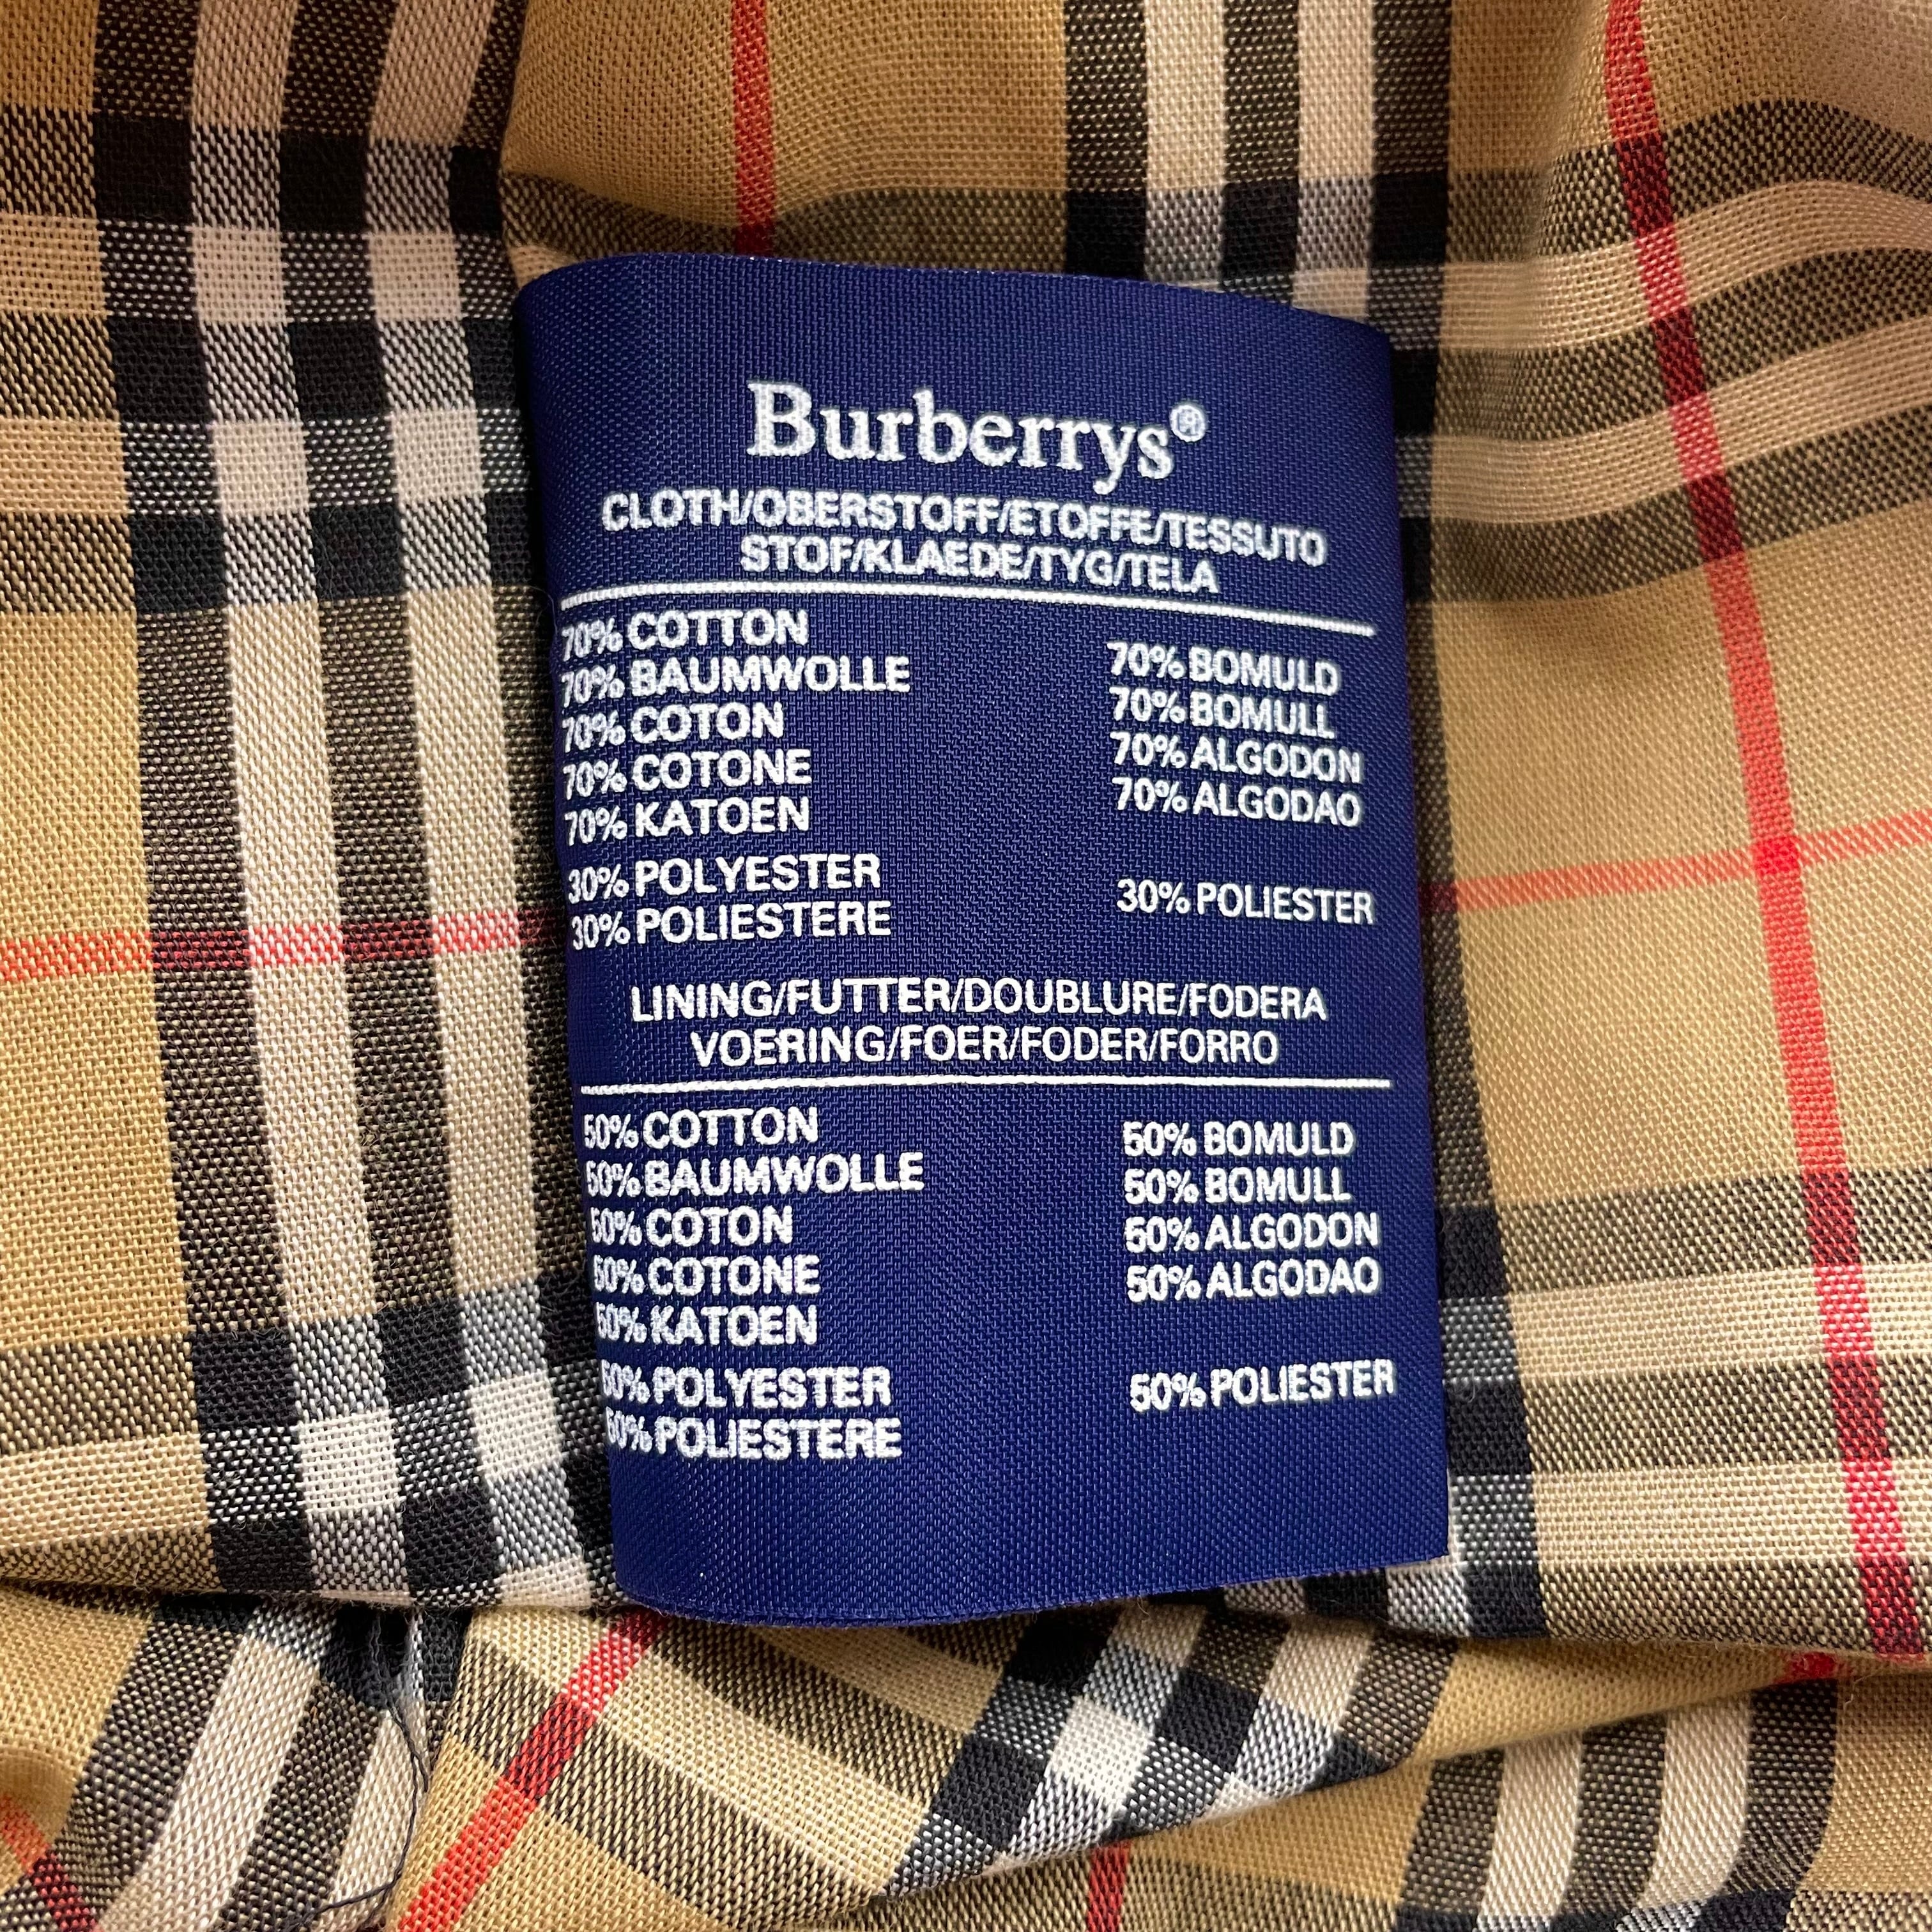 Burberrys®
CLOTH/OBERSTOFF/ETOFFE/TESSUTO
STOF/KLAEDE/TYG/TELA
70% COTTON
70% BAUMWOLLE
70% COTON
70% COTONE
70% KATOEN
30% POLYESTER
30% POLIESTERE
70% BOMULD
70% BOMULL
70% ALGODON
70% ALGODAO
30% POLIESTER
LINING/FUTTER/DOUBLURE/FODERA
VOERING/FOER/FODER/FORRO
50% COTTON
50% BAUMWOLLE
50% COTON
50% COTONE
50% KATOEN
50% POLYESTER
50% POLIESTERE
50% BOMULD
50% BOMULL
50% ALGODON
50% ALGODAO
50% POLIESTER